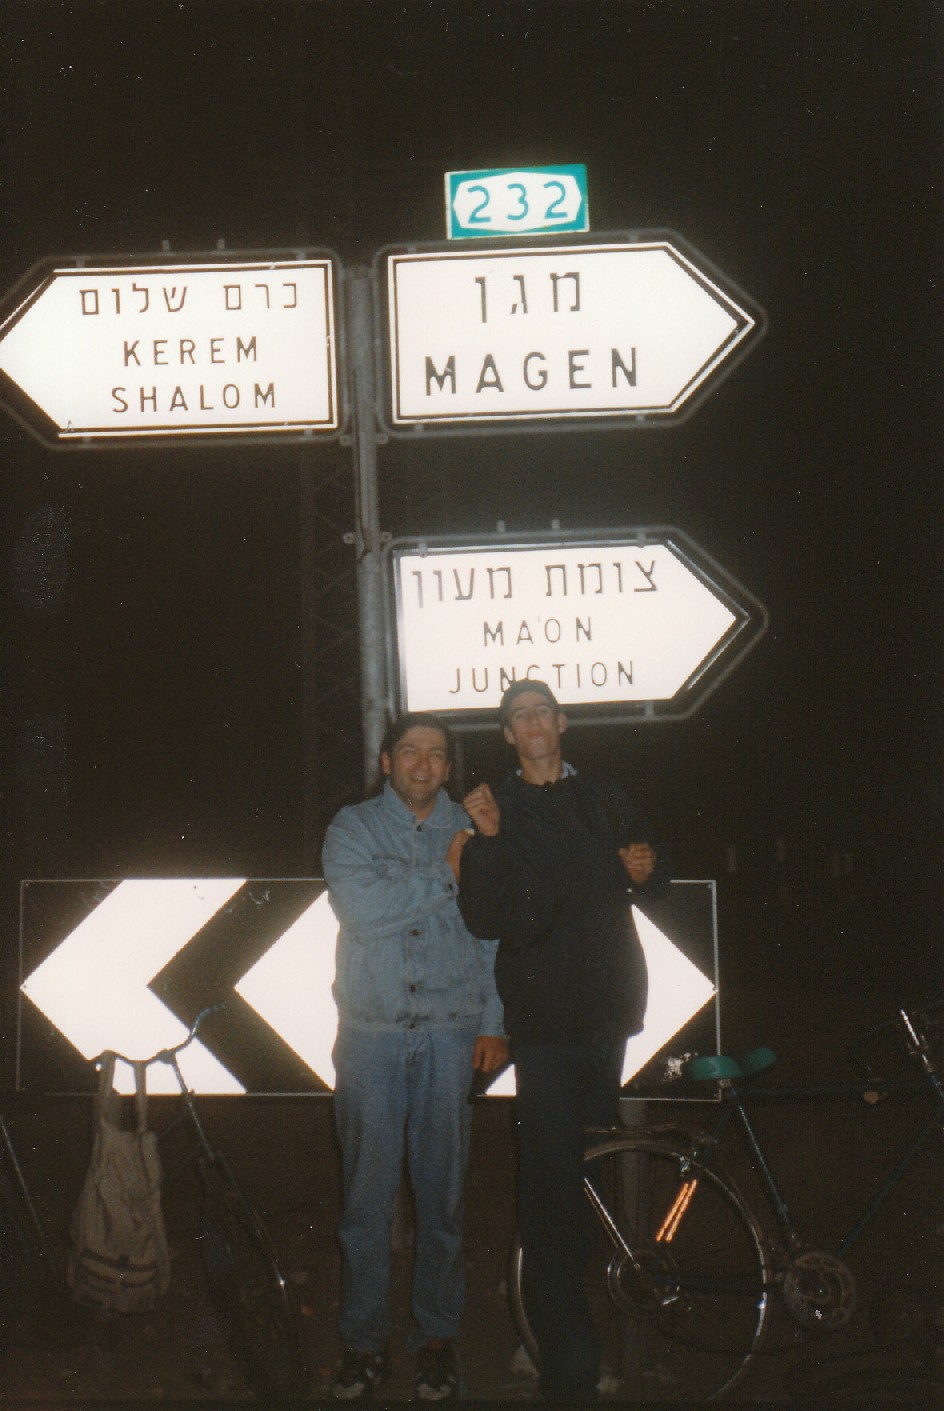 232
כרם שלום
KEREM
SHALOM
מגן
MAGEN
צומת מעון
MA'ON
JUNCTION